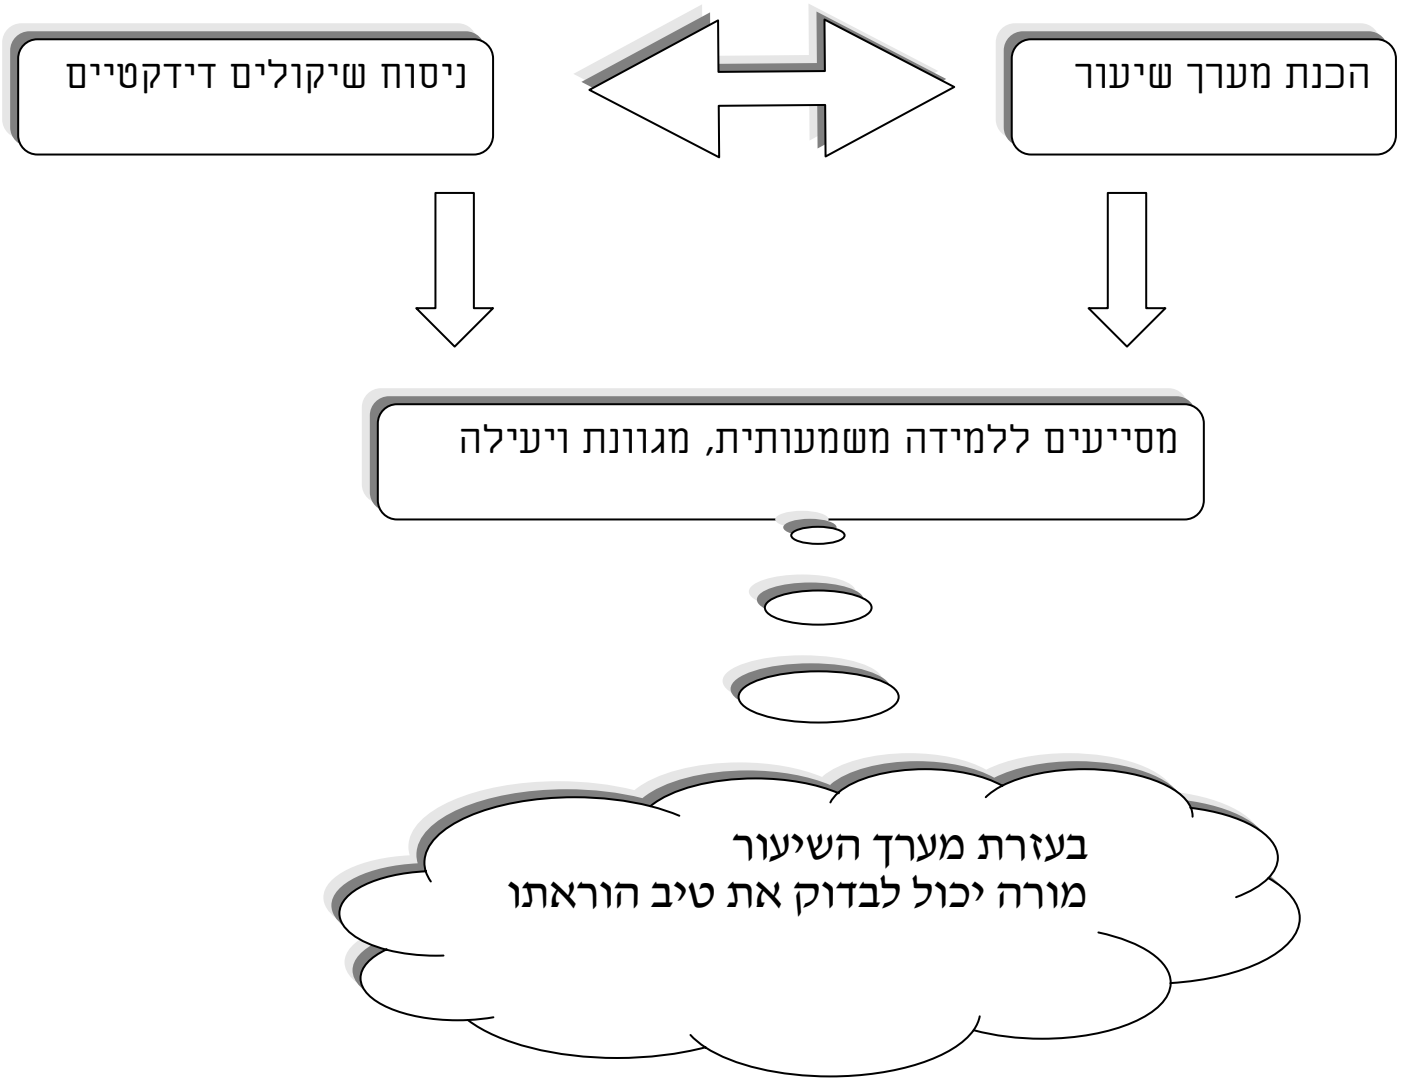 הכנת מערך שיעור
ניסוח שיקולים דידקטיים
מסייעים ללמידה משמעותית, מגוונת ויעילה
בעזרת מערך השיעור
מורה יכול לבדוק את טיב הוראתו